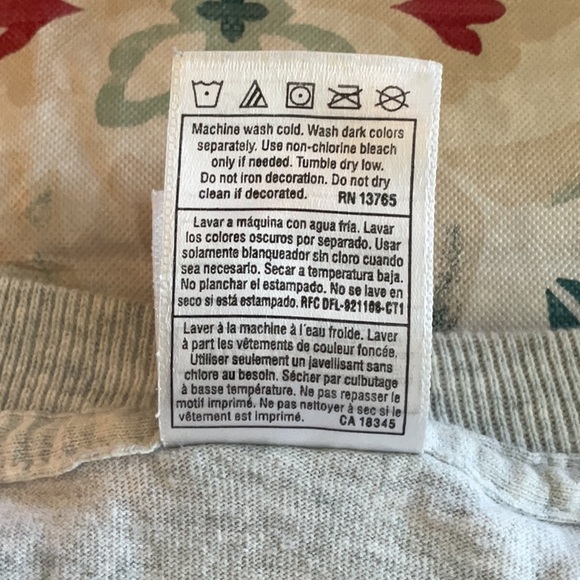 Machine wash cold. Wash dark colors
separately. Use non-chlorine bleach
only if needed. Tumble dry low.
Do not iron decoration. Do not dry
clean if decorated. RN 13765
Lavar a máquina con agua fría. Lavar
los colores oscuros por separado. Usar
solamente blanqueador sin cloro cuando
sea necesario. Secar a temperatura baja.
No planchar el estampado. No se lave en
seco si está estampado. RFC DFL-921108-CT1
Laver à la machine à l'eau froide. Laver
à part les vêtements de couleur foncée.
Utiliser seulement un javellisant sans
chlore au besoin. Sécher par culbutage
à basse température. Ne pas repasser le
motif imprimé. Ne pas nettoyer à sec si le
vêtement est imprimé. CA 18345